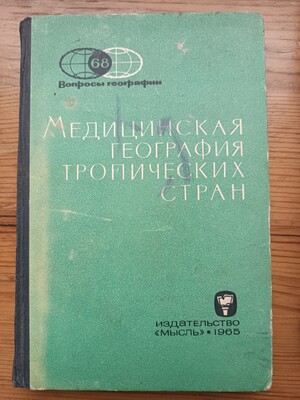 68
Вопросы географии
МЕДИЦИНСКАЯ
ГЕОГРАФИЯ
ТРОПИЧЕСКИХ
СТРАН
ИЗДАТЕЛЬСТВО
«МЫСЛЬ» • 1965